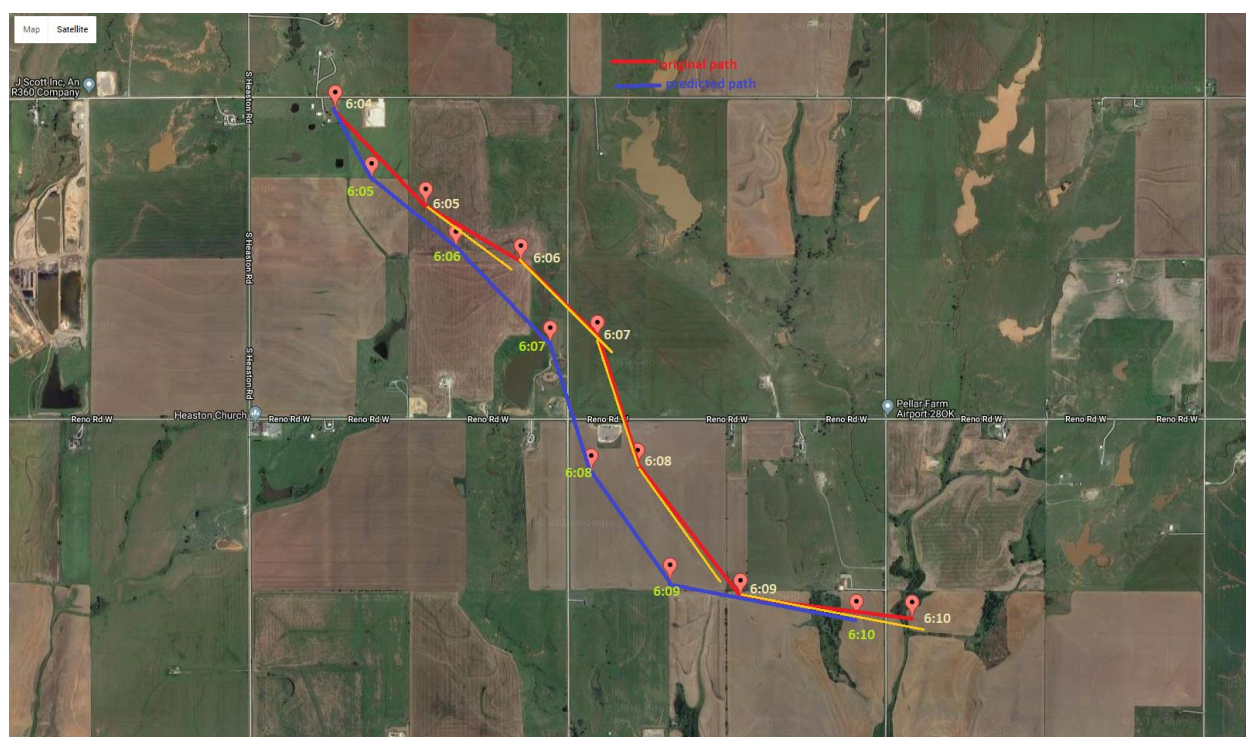 Map Satellite
original path
predicted path
J Scott Inc, An
R360 Company
S Heaston Rd
6:04
6:05
6:05
S Heaston Rd
6:06
6:06
6:07
6:07
S Heaston Rd
Pellar Farm
Airport-28OK
Heaston Church
Reno Rd W
Reno Rd W
Reno Rd W
Reno Rd W
Reno Rd W
Reno Rd W
Reno Rd W
Reno Rd W
6:08
6:08
6:09
6:09
6:10
6:10